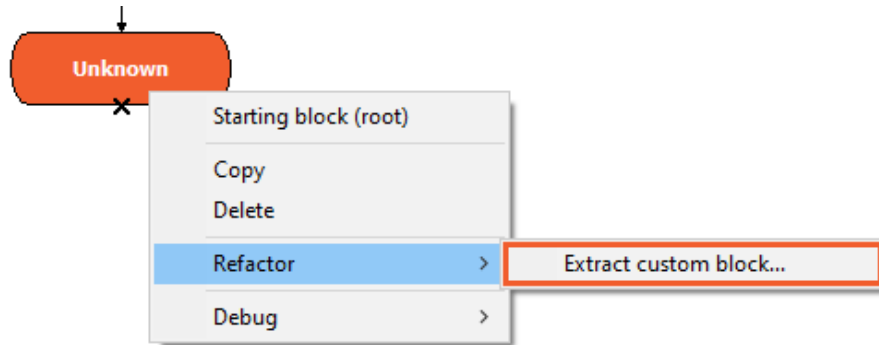 Unknown
Starting block (root)
Copy
Delete
Refactor
Extract custom block...
Debug